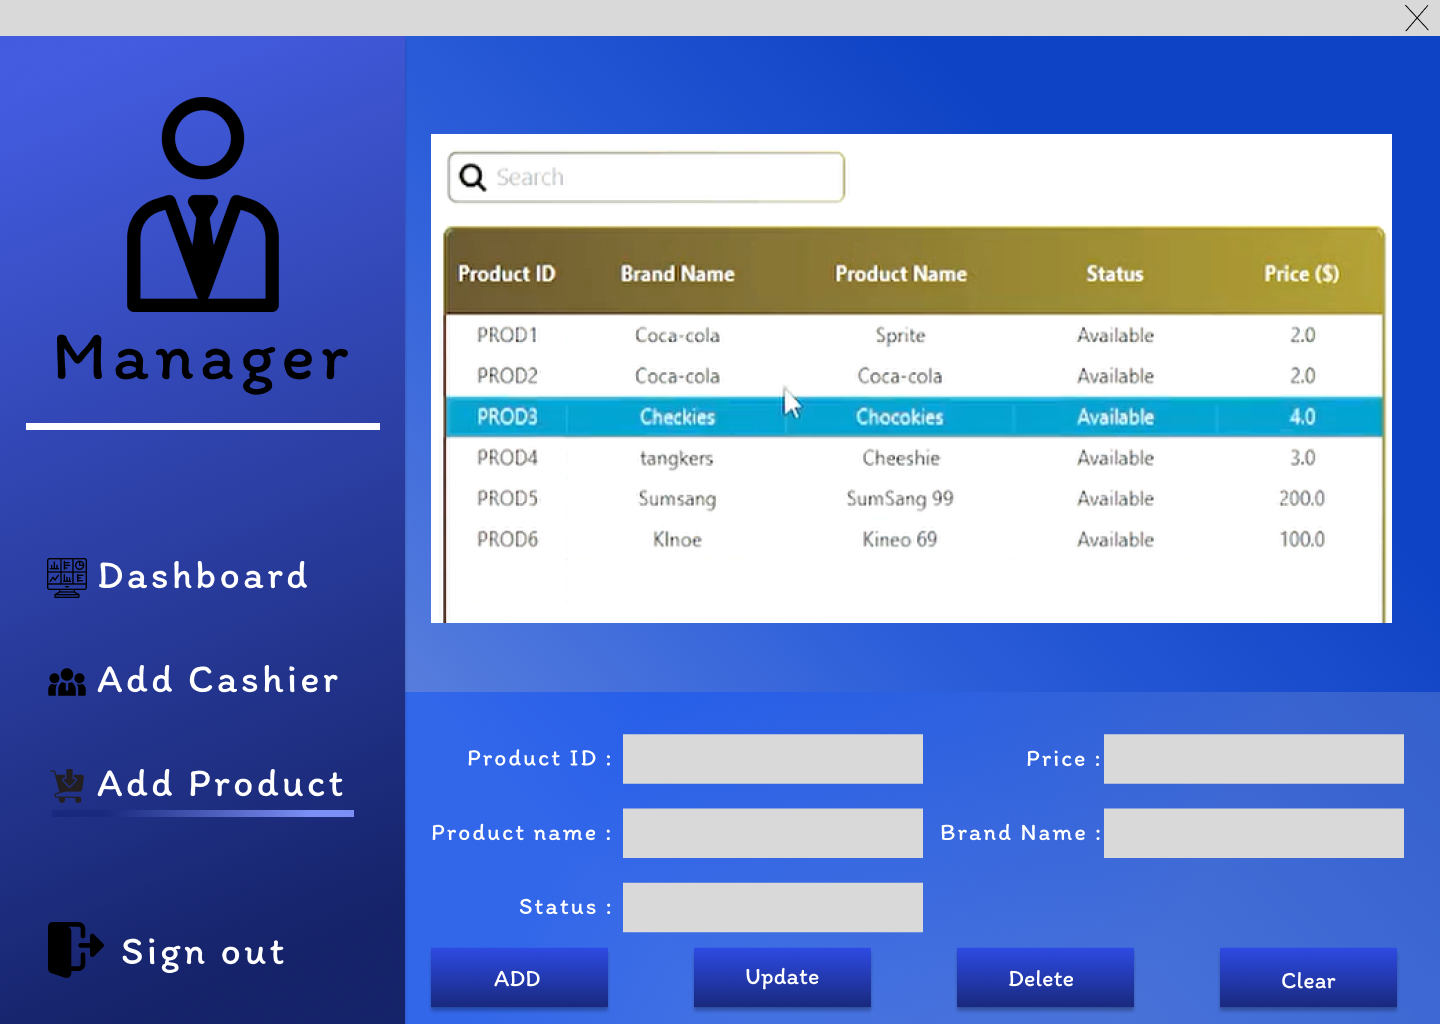 Manager
Dashboard
Add Cashier
Add Product
Sign out
Search
Product ID Brand Name Product Name Status Price ($)
PROD1 Coca-cola Sprite Available 2.0
PROD2 Coca-cola Coca-cola Available 2.0
PROD3 Checkies Chocokies Available 4.0
PROD4 tangkers Cheeshie Available 3.0
PROD5 Sumsang SumSang 99 Available 200.0
PROD6 KInoe Kineo 69 Available 100.0
Product ID : Price :
Product name : Brand Name :
Status :
ADD Update Delete Clear